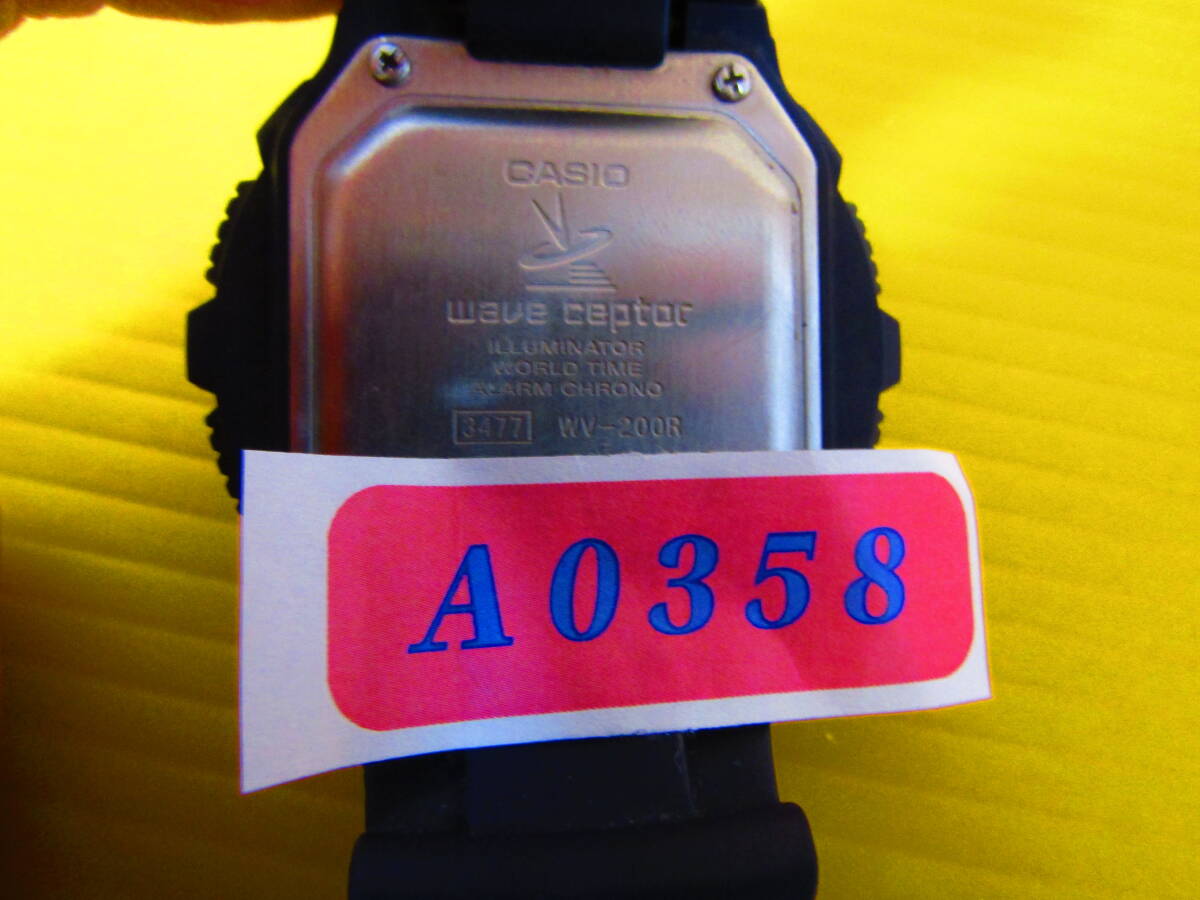 CASIO
wave ceptor
ILLUMINATOR
WORLD TIME
ALARM CHRONO
3477 WV-200R
A0358